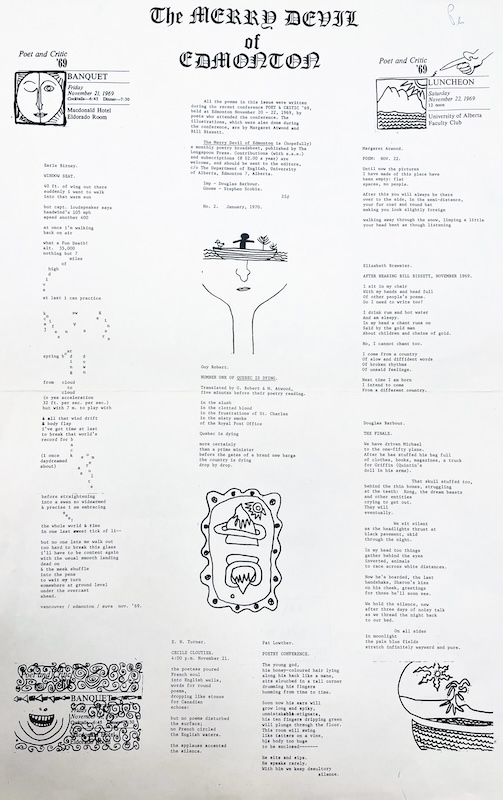 The MERRY DEVIL
of
EDMONTON
Poet and Critic
'69
BANQUET
Friday
November 21, 1969
Cocktails—6:45 Dinner—7:30
Macdonald Hotel
Eldorado Room
Poet and Critic
'69
LUNCHEON
Saturday
November 22, 1969
12 noon
University of Alberta
Faculty Club
All the poems in this issue were written
during the recent conference POET & CRITIC '69,
held at Edmonton November 20 - 22, 1969, by
poets who attended the conference. The
illustrations, which were also done during
the conference, are by Margaret Atwood and
Bill Bissett.
The Merry Devil of Edmonton is (hopefully)
a monthly poetry broadsheet, published by The
Longspoon Press. Contributions (with s.a.e.)
and subscriptions (@ $2.00 a year) are
welcome, and should be sent to the editors,
c/o The Department of English, University
of Alberta, Edmonton 7, Alberta.
Imp - Douglas Barbour.
Gnome - Stephen Scobie.
25¢
No. 2. January, 1970.
Earle Birney.
WINDOW SEAT.
40 ft. of wing out there
suddenly i want to walk
into that warm sun
but capt. loudspeaker says
headwind's 105 mph
speed another 400
at once i'm walking
back on air
what a Fun Death!
alt. 35,000
nothing but 7
miles
of
high
d
i
v
e
at last i can practice
spring
from cloud
to
cloud
(in yes acceleration
32 ft. per sec. per sec.)
but with 7 m. to play with
& all that wind drift
& body flap
I've got time at last
to break that world's
record for
(I once
daydreamed
about)
before straightening
into a swan no widowmed
& precise i am embracing
the whole world & zing
in one last sweet tick of it—
but no one lets me walk out
too hard to break this glass
i'll have to be content again
with the usual smooth landing
dead on
& the meek shuffle
into the pens
to wait my turn
somewhere at ground level
under the overcast
ahead.
vancouver / edmonton / suva nov. '69.
Guy Robert.
NUMBER ONE OF QUEBEC IS DYING.
Translated by G. Robert & M. Atwood,
five minutes before their poetry reading.
in the slush
in the clotted blood
in the frustrations of St. Charles
in the misty smoke
of the Royal Post Office
Quebec is dying
more certainly
than a prime minister
before the gates of a brand new barge
the country is dying
drop by drop.
E. B. Torner.
CECILE CLOUTIER.
4:00 p.m. November 21.
the poetess poured
French soul
into English walls,
words for round
poems,
dropping like stones
for Canadian
echoes:
but no poems disturbed
the surface;
no French circled
the English waters.
the applause accented
the silence.
Pat Lowther.
POETRY CONFERENCE.
The young god,
his honey-coloured hair lying
along his back like a mane,
sits slouched in a tall corner
drumming his fingers
humming from time to time.
Soon now his ears will
grow long and spiky,
unmistakable stigmata,
his ten fingers dripping green
will plunge through the floor.
This room will swing
like lattern on a vine,
his body too huge
to be enclosed———
He sits and sips.
He speaks rarely.
With him we keep desultory
silence.
Margaret Atwood.
POEM: NOV. 22.
Until now the pictures
I have made of this place have
been empty: flat
spaces, no people.
After this you will always be there
over to the side, in the semi-distance,
your fur coat and round hat
making you look slightly foreign
walking away through the snow, limping a little
your head bent as though listening
Elizabeth Brewster.
AFTER HEARING BILL BISSETT, NOVEMBER 1969.
I sit in my chair
With my hands and head full
Of other people's poems.
Do I need to write too?
I drink rum and hot water
And am sleepy.
In my head a chant runs on
Said by the god men
About children and chains of gold.
No, I cannot chant too.
I come from a country
Of slow and diffident words
Of broken rhythms
Of unsaid feelings.
Next time I am born
I intend to come
From a different country.
Douglas Barbour.
THE FINALE.
We have driven Michael
to the one-fifty plane.
After he has stuffed his bag full
of clothes, books, magazines, a trunk
for Griffin (Quintin's
doll in his arms).
That skull stuffed too,
behind the thin bones, struggling
at the teeth: Kong, the dream beasts
and other entities
crying to get out.
They will
eventually.
We sit silent
as the headlights thrust at
black pavement, skid
through the night.
In my head too things
gather behind the eyes
inverted, animals
to race across white distances.
Now he's boarded, the last
handshake, Sharon's kiss
on his cheek, greetings
for those he'll soon see.
We hold the silence, now
after three days of noisy talk
as we thread the night back
to our bed.
On all sides
in moonlight
the pale blue fields
stretch infinitely wayward and pure.
BANQUET